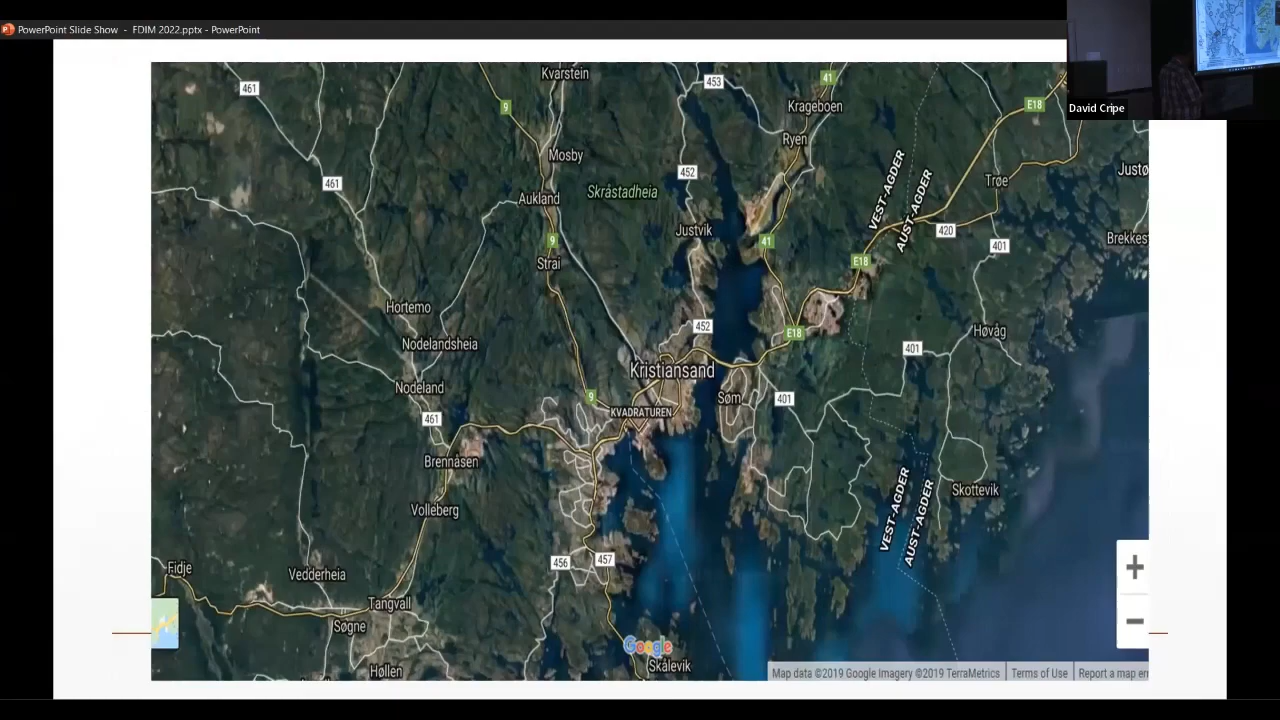 PowerPoint Slide Show - FDIM 2022.pptx - PowerPoint
David Cripe
Kvarstein
461
9
453
41
E18
Krageboen
Ryen
Mosby
461
452
Skråstadheia
VEST-AGDER
AUST-AGDER
Trøe
Justø
Aukland
Justvik
420
401
Brekkest
9
41
E18
Strai
Hortemo
452
E18
Høvåg
Nodelandsheia
401
Kristiansand
Nodeland
9
Søm
401
461
KVADRATUREN
Brennåsen
Skottevik
VEST-AGDER
AUST-AGDER
Volleberg
456
457
Fidje
Vedderheia
+
Tangvall
Søgne
−
Google
Skålevik
Høllen
Map data ©2019 Google Imagery ©2019 TerraMetrics
Terms of Use
Report a map err